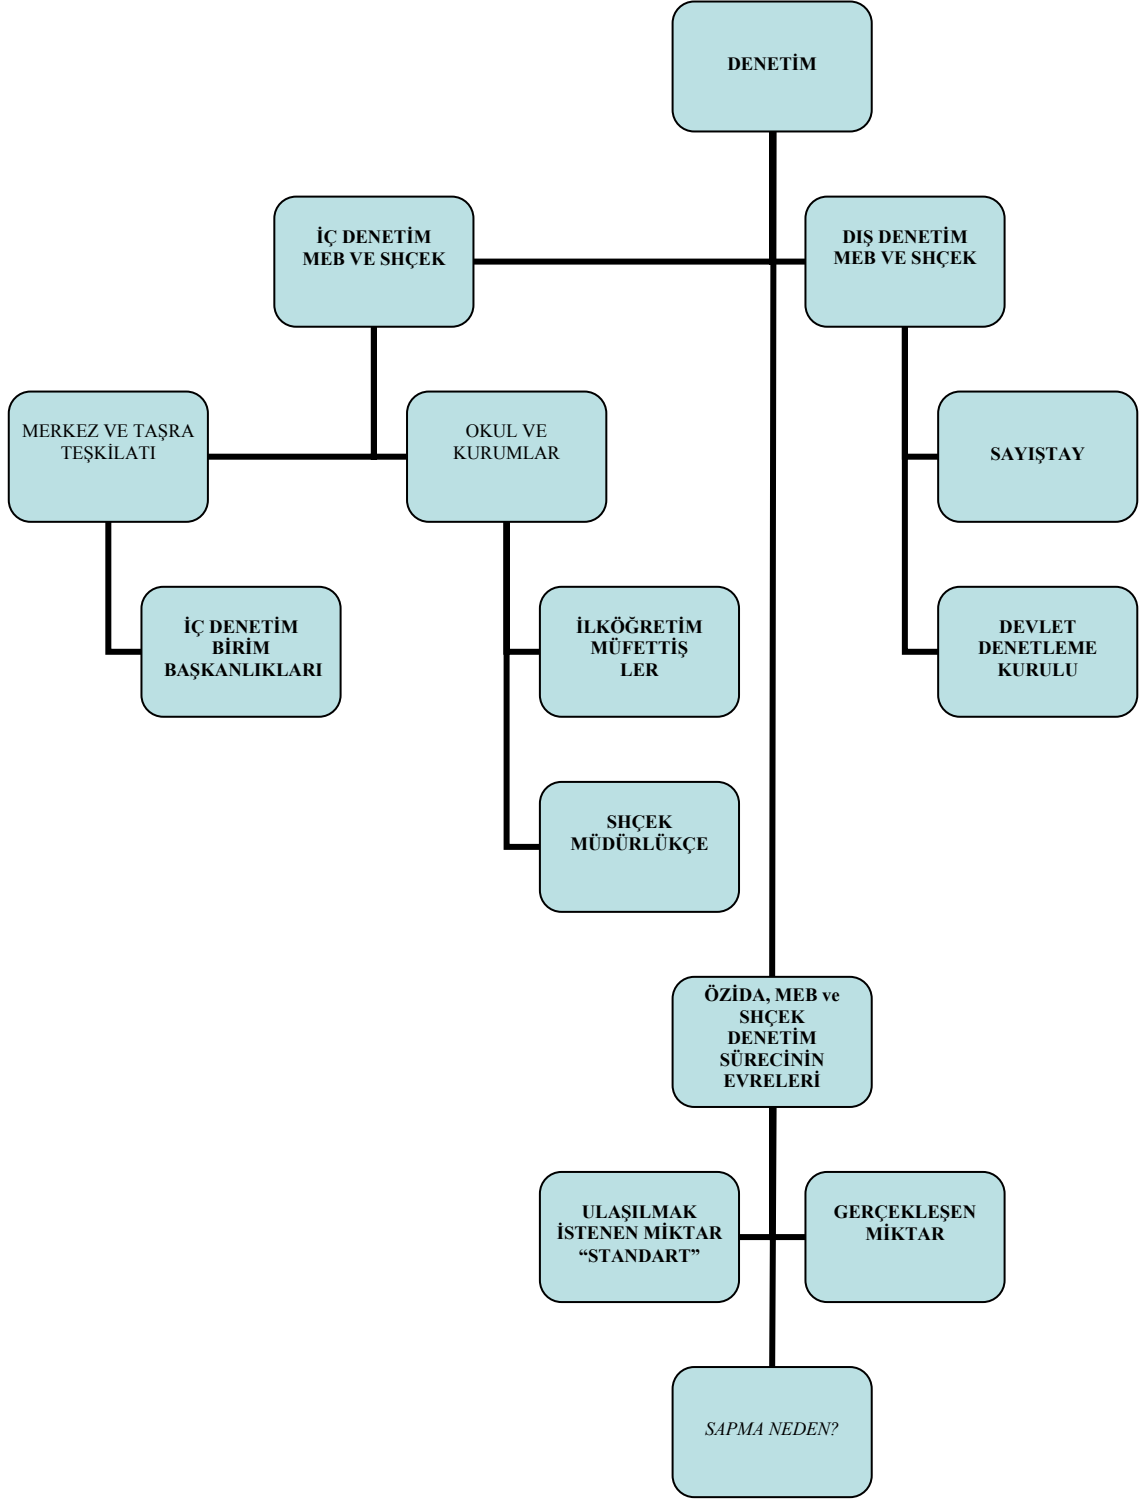 DENETİM
İÇ DENETİM
MEB VE SHÇEK
DIŞ DENETİM
MEB VE SHÇEK
MERKEZ VE TAŞRA
TEŞKİLATI
OKUL VE
KURUMLAR
SAYIŞTAY
İÇ DENETİM
BİRİM
BAŞKANLIKLARI
İLKÖĞRETİM
MÜFETTİŞ
LER
DEVLET
DENETLEME
KURULU
SHÇEK
MÜDÜRLÜKÇE
ÖZİDA, MEB ve
SHÇEK
DENETİM
SÜRECİNİN
EVRELERİ
ULAŞILMAK
İSTENEN MİKTAR
“STANDART”
GERÇEKLEŞEN
MİKTAR
SAPMA NEDEN?